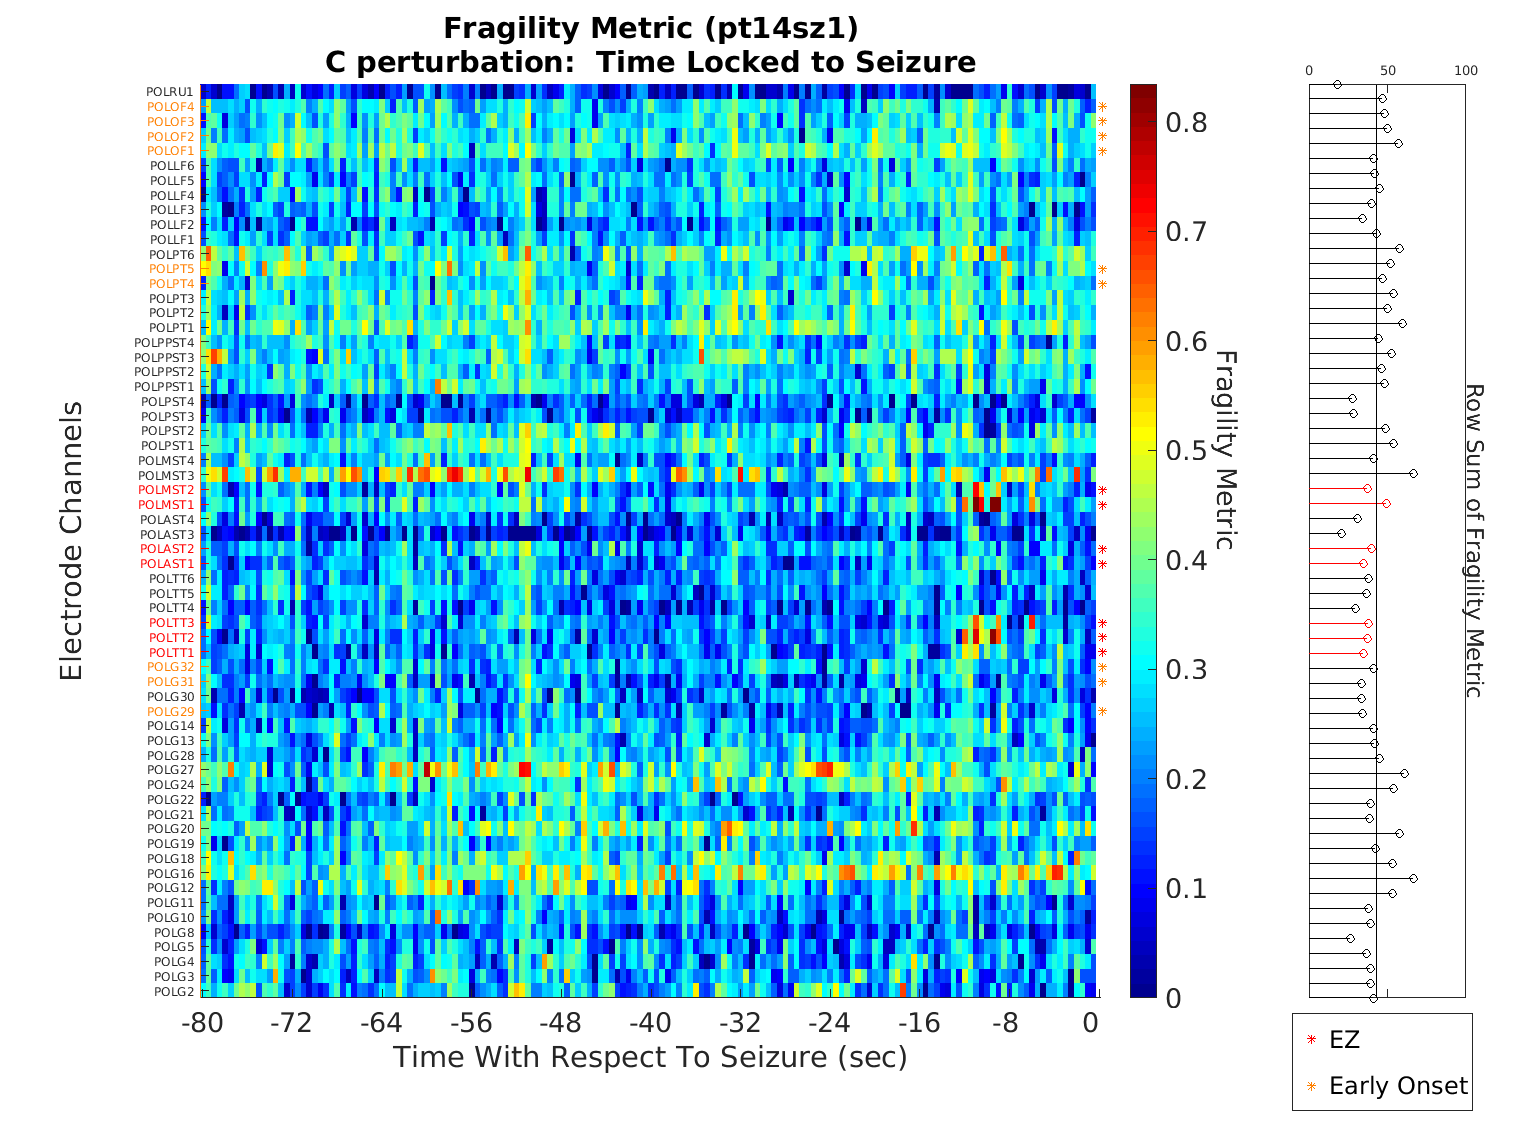 Fragility Metric (pt14sz1)
C perturbation:  Time Locked to Seizure
Electrode Channels
POLRU1
POLOF4
POLOF3
POLOF2
POLOF1
POLLF6
POLLF5
POLLF4
POLLF3
POLLF2
POLLF1
POLPT6
POLPT5
POLPT4
POLPT3
POLPT2
POLPT1
POLPPST4
POLPPST3
POLPPST2
POLPPST1
POLPST4
POLPST3
POLPST2
POLPST1
POLMST4
POLMST3
POLMST2
POLMST1
POLAST4
POLAST3
POLAST2
POLAST1
POLTT6
POLTT5
POLTT4
POLTT3
POLTT2
POLTT1
POLG32
POLG31
POLG30
POLG29
POLG14
POLG13
POLG28
POLG27
POLG24
POLG22
POLG21
POLG20
POLG19
POLG18
POLG16
POLG12
POLG11
POLG10
POLG8
POLG5
POLG4
POLG3
POLG2
-80 -72 -64 -56 -48 -40 -32 -24 -16 -8 0
Time With Respect To Seizure (sec)
0.8
0.7
0.6
0.5
0.4
0.3
0.2
0.1
0
Fragility Metric
0 50 100
Row Sum of Fragility Metric
EZ
Early Onset